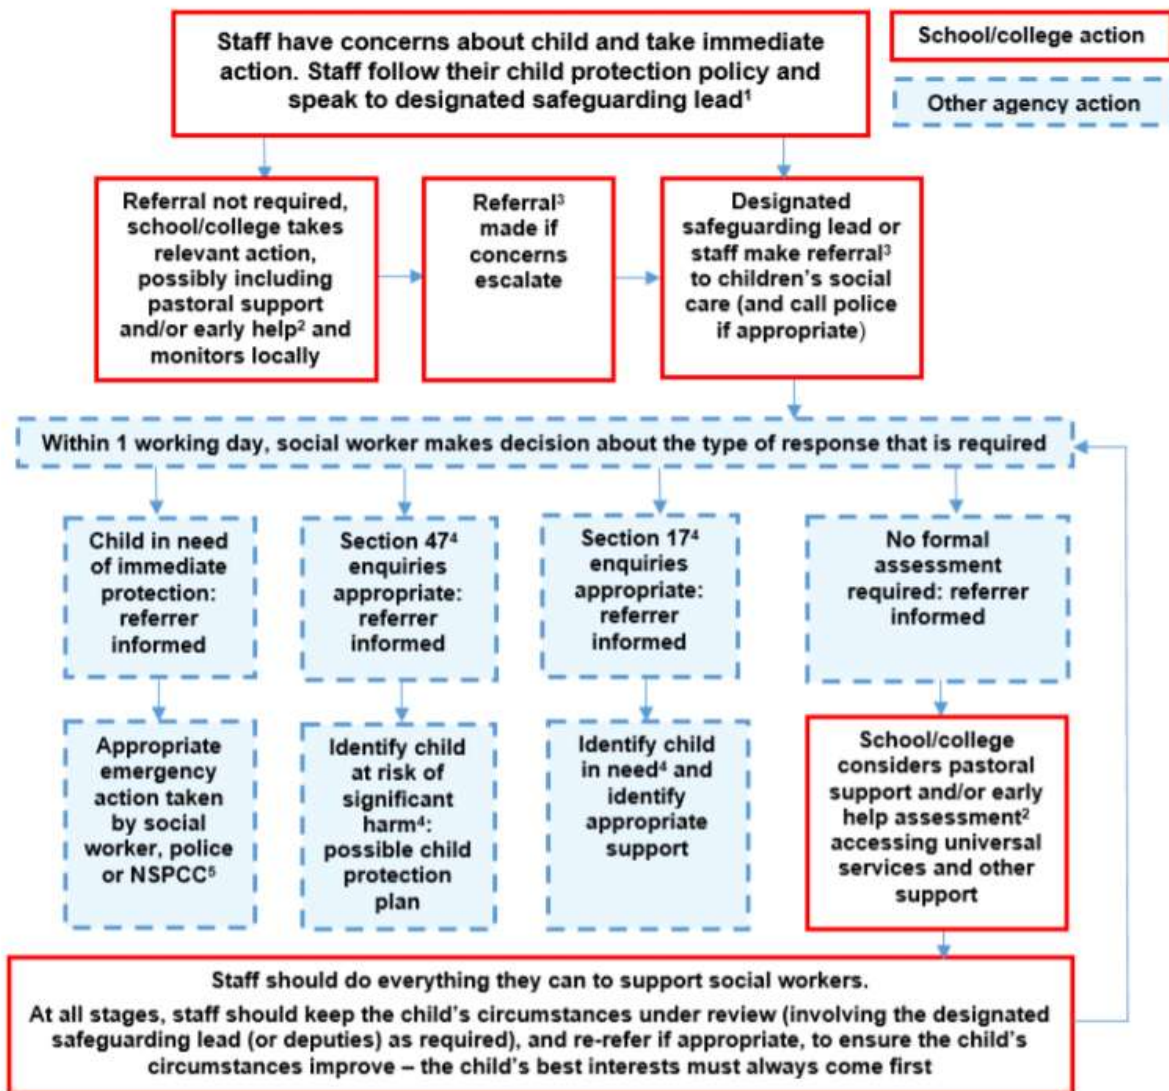 Staff have concerns about child and take immediate
action. Staff follow their child protection policy and
speak to designated safeguarding lead¹
School/college action
Other agency action
Referral not required,
school/college takes
relevant action,
possibly including
pastoral support
and/or early help² and
monitors locally
Referral³
made if
concerns
escalate
Designated
safeguarding lead or
staff make referral³
to children’s social
care (and call police
if appropriate)
Within 1 working day, social worker makes decision about the type of response that is required
Child in need
of immediate
protection:
referrer
informed
Section 47⁴
enquiries
appropriate:
referrer
informed
Section 17⁴
enquiries
appropriate:
referrer
informed
No formal
assessment
required: referrer
informed
Appropriate
emergency
action taken
by social
worker, police
or NSPCC⁵
Identify child
at risk of
significant
harm⁴:
possible child
protection
plan
Identify child
in need⁴ and
identify
appropriate
support
School/college
considers pastoral
support and/or early
help assessment²
accessing universal
services and other
support
Staff should do everything they can to support social workers.
At all stages, staff should keep the child’s circumstances under review (involving the designated
safeguarding lead (or deputies) as required), and re-refer if appropriate, to ensure the child’s
circumstances improve – the child’s best interests must always come first